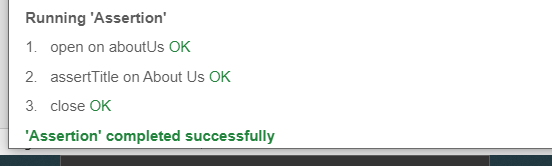 Running 'Assertion'
1. open on aboutUs OK
2. assertTitle on About Us OK
3. close OK
'Assertion' completed successfully